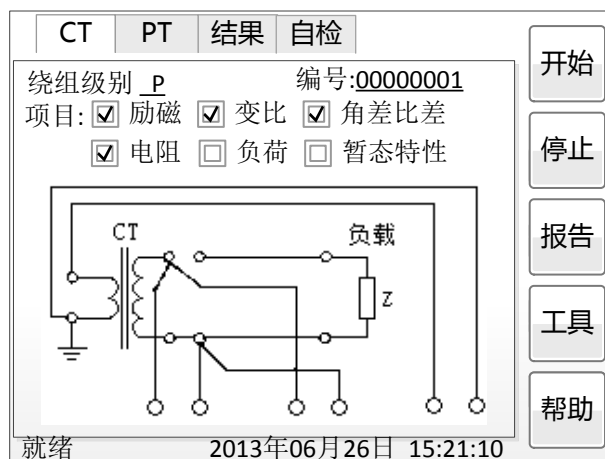 CT PT 结果 自检
绕组级别 P 编号:00000001
项目: 励磁 变比 角差比差
电阻 负荷 暂态特性
CT 负载
Z
就绪 2013年06月26日 15:21:10
开始
停止
报告
工具
帮助